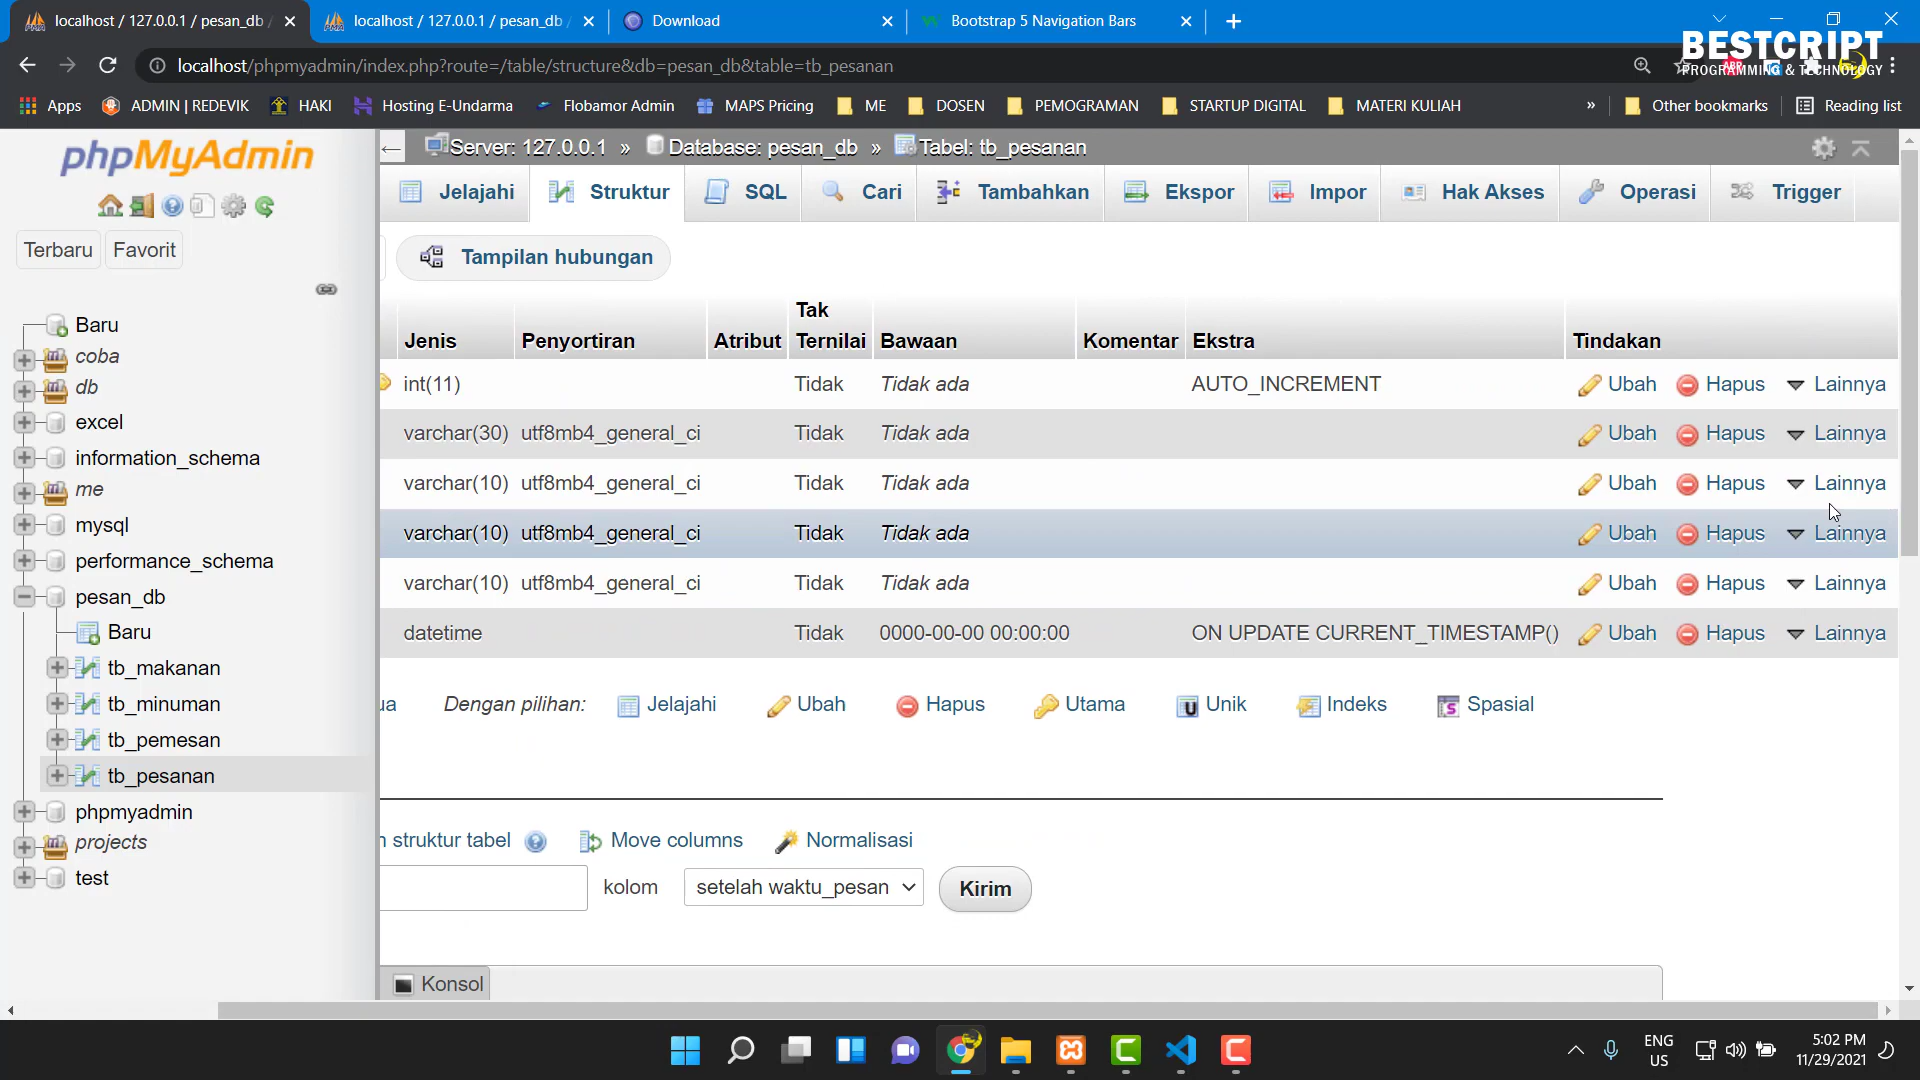 localhost / 127.0.0.1 / pesan_db
localhost / 127.0.0.1 / pesan_db
Download
Bootstrap 5 Navigation Bars
localhost/phpmyadmin/index.php?route=/table/structure&db=pesan_db&table=tb_pesanan
BESTCRIPT
PROGRAMMING & TECHNOLOGY
Apps
ADMIN | REDEVIK
HAKI
Hosting E-Undarma
Flobamor Admin
MAPS Pricing
ME
DOSEN
PEMOGRAMAN
STARTUP DIGITAL
MATERI KULIAH
»
Other bookmarks
Reading list
phpMyAdmin
Terbaru
Favorit
Baru
coba
db
excel
information_schema
me
mysql
performance_schema
pesan_db
Baru
tb_makanan
tb_minuman
tb_pemesan
tb_pesanan
phpmyadmin
projects
test
Server: 127.0.0.1 » Database: pesan_db » Tabel: tb_pesanan
Jelajahi
Struktur
SQL
Cari
Tambahkan
Ekspor
Impor
Hak Akses
Operasi
Trigger
Tampilan hubungan
Jenis Penyortiran Atribut Tak Ternilai Bawaan Komentar Ekstra Tindakan
int(11) Tidak Tidak ada AUTO_INCREMENT Ubah Hapus Lainnya
varchar(30) utf8mb4_general_ci Tidak Tidak ada Ubah Hapus Lainnya
varchar(10) utf8mb4_general_ci Tidak Tidak ada Ubah Hapus Lainnya
varchar(10) utf8mb4_general_ci Tidak Tidak ada Ubah Hapus Lainnya
varchar(10) utf8mb4_general_ci Tidak Tidak ada Ubah Hapus Lainnya
datetime Tidak 0000-00-00 00:00:00 ON UPDATE CURRENT_TIMESTAMP() Ubah Hapus Lainnya
ua Dengan pilihan: Jelajahi Ubah Hapus Utama Unik Indeks Spasial
n struktur tabel Move columns Normalisasi
kolom setelah waktu_pesan Kirim
Konsol
ENG
US
5:02 PM
11/29/2021